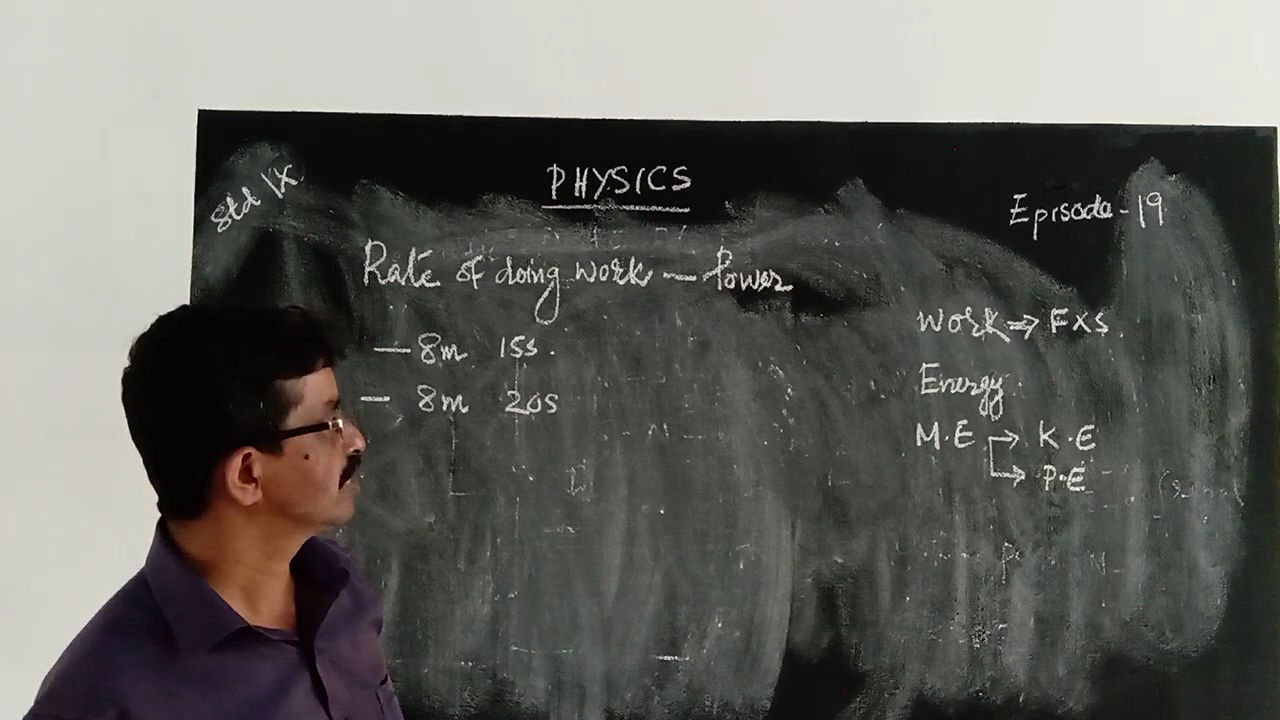 Std IX
PHYSICS
Episode-19
Rate of doing work — Power
— 8m 15s.
— 8m 20s
Work ⇒ F×s.
Energy.
M.E → K.E
→ P.E